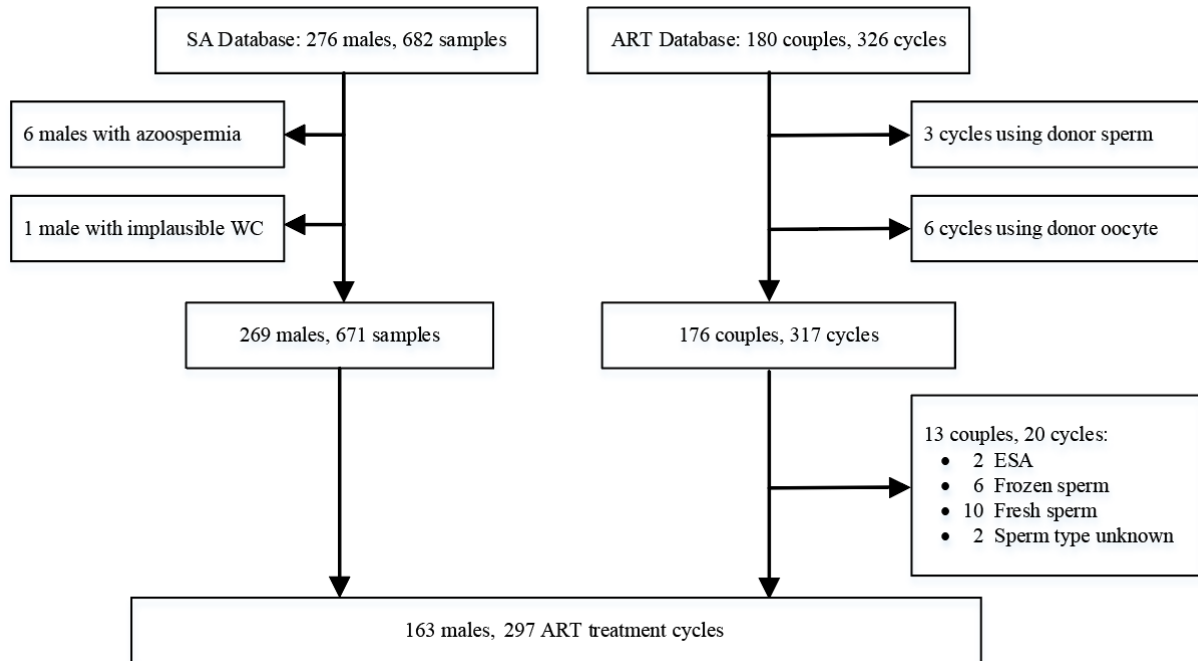 SA Database: 276 males, 682 samples
ART Database: 180 couples, 326 cycles
6 males with azoospermia
3 cycles using donor sperm
1 male with implausible WC
6 cycles using donor oocyte
269 males, 671 samples
176 couples, 317 cycles
13 couples, 20 cycles:
• 2 ESA
• 6 Frozen sperm
• 10 Fresh sperm
• 2 Sperm type unknown
163 males, 297 ART treatment cycles